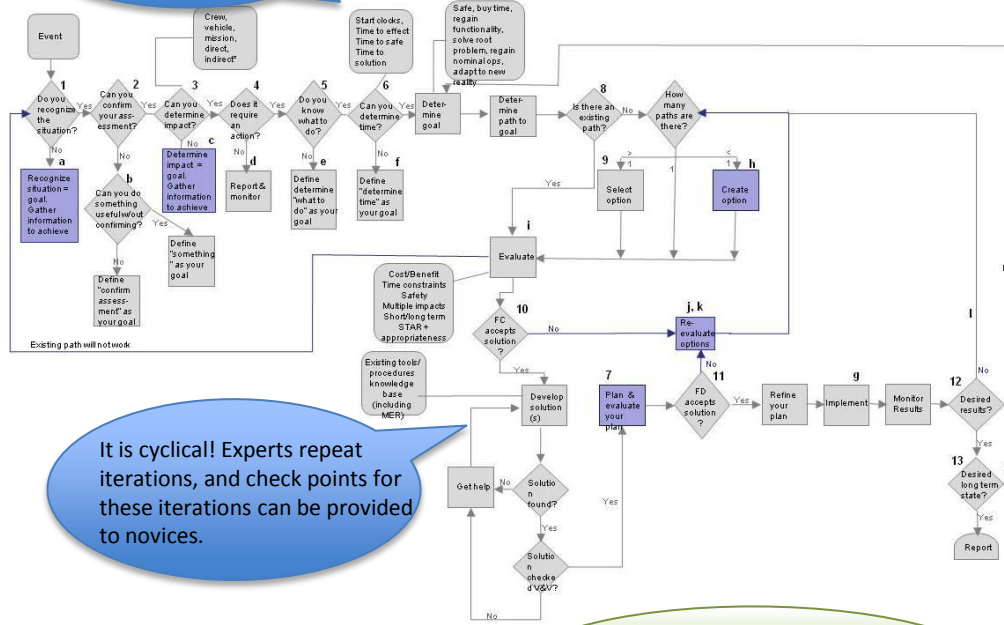 Event
Crew,
vehicle,
mission,
direct,
indirect"
Start clocks,
Time to effect
Time to safe
Time to
solution
Safe, buy time,
regain
functionality,
solve root
problem, regain
nominal ops,
adapt to new
reality
1
Do you
recognize
the
situation?
Yes
2
Can you
confirm
your ass-
essment?
Yes
3
Can you
determine
impact?
Yes
4
Does it
require
an
action?
Yes
5
Do you
know
what to
do?
Yes
6
Can you
determine
time?
Yes
Deter-
mine
goal
Deter-
mine
path to
goal
8
Is there an
existing
path?
No
How
many
paths are
there?
No
a
Recognize
situation =
goal.
Gather
information
to achieve
No
b
Can you do
something
useful w/out
confirming?
Yes
No
Define
"something
" as your
goal
Define
"confirm
assess-
ment" as
your goal
No
c
Determine
impact =
goal.
Gather
information
to achieve
No
d
Report &
monitor
No
e
Define
determine
"what to
do" as your
goal
No
f
Define
"determine
time" as
your goal
Yes
9
>
1
Select
option
1
<
1
h
Create
option
i
Evaluate
Cost/Benefit
Time constraints
Safety
Multiple impacts
Short/long term
STAR +
appropriateness
Existing path will not work
10
FC
accepts
solution
?
No
Yes
j, k
Re-
evaluate
options
l
Existing tools/
procedures
knowledge
base
(including
MER)
Develop
solution
(s)
7
Plan &
evaluate
your
plan
No
11
FD
accepts
solution
?
Yes
Refine
your
plan
g
Implement
Monitor
Results
No
12
Desired
results?
Yes
13
Desired
long term
state?
Yes
Report
Get help
No
Solutio
n
found?
Yes
Yes
Solutio
n
checke
d V&V?
No
It is cyclical! Experts repeat
iterations, and check points for
these iterations can be provided
to novices.